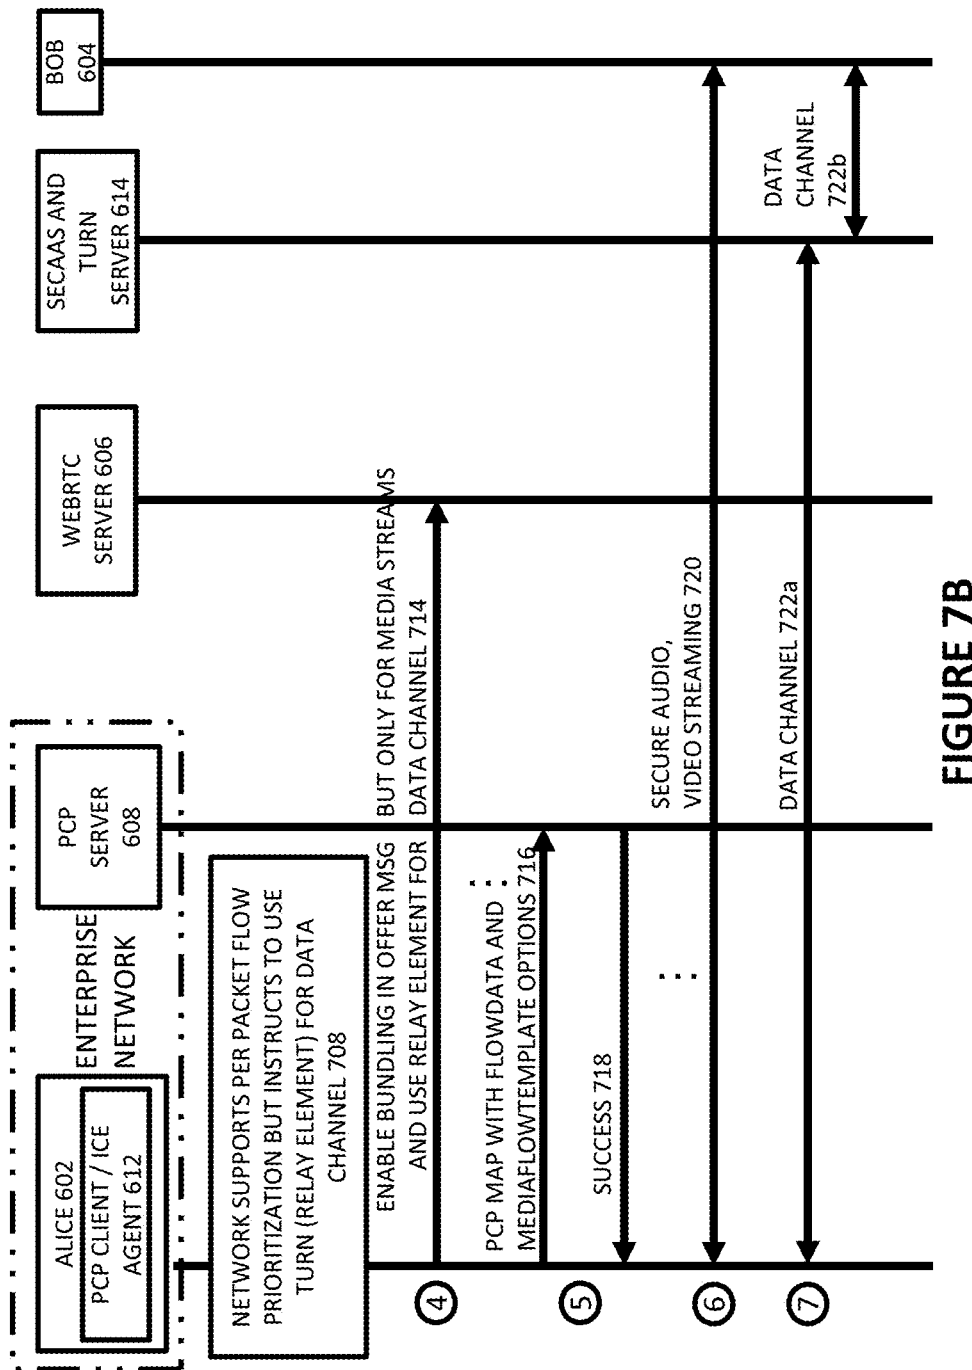 ALICE 602
PCP CLIENT / ICE
AGENT 612
ENTERPRISE
NETWORK
PCP
SERVER
608
WEBRTC
SERVER 606
SECAAS AND
TURN
SERVER 614
BOB
604
NETWORK SUPPORTS PER PACKET FLOW
PRIORITIZATION BUT INSTRUCTS TO USE
TURN (RELAY ELEMENT) FOR DATA
CHANNEL 708
4
ENABLE BUNDLING IN OFFER MSG BUT ONLY FOR MEDIA STREAMS
AND USE RELAY ELEMENT FOR DATA CHANNEL 714
5
PCP MAP WITH FLOWDATA AND
MEDIAFLOWTEMPLATE OPTIONS 716
SUCCESS 718
6
SECURE AUDIO,
VIDEO STREAMING 720
7
DATA CHANNEL 722a
DATA
CHANNEL
722b
FIGURE 7B